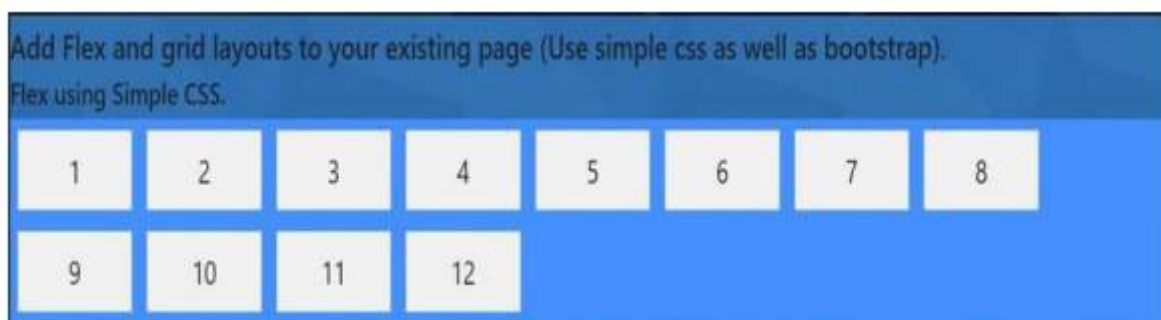 Add Flex and grid layouts to your existing page (Use simple css as well as bootstrap).
Flex using Simple CSS.
1 2 3 4 5 6 7 8
9 10 11 12